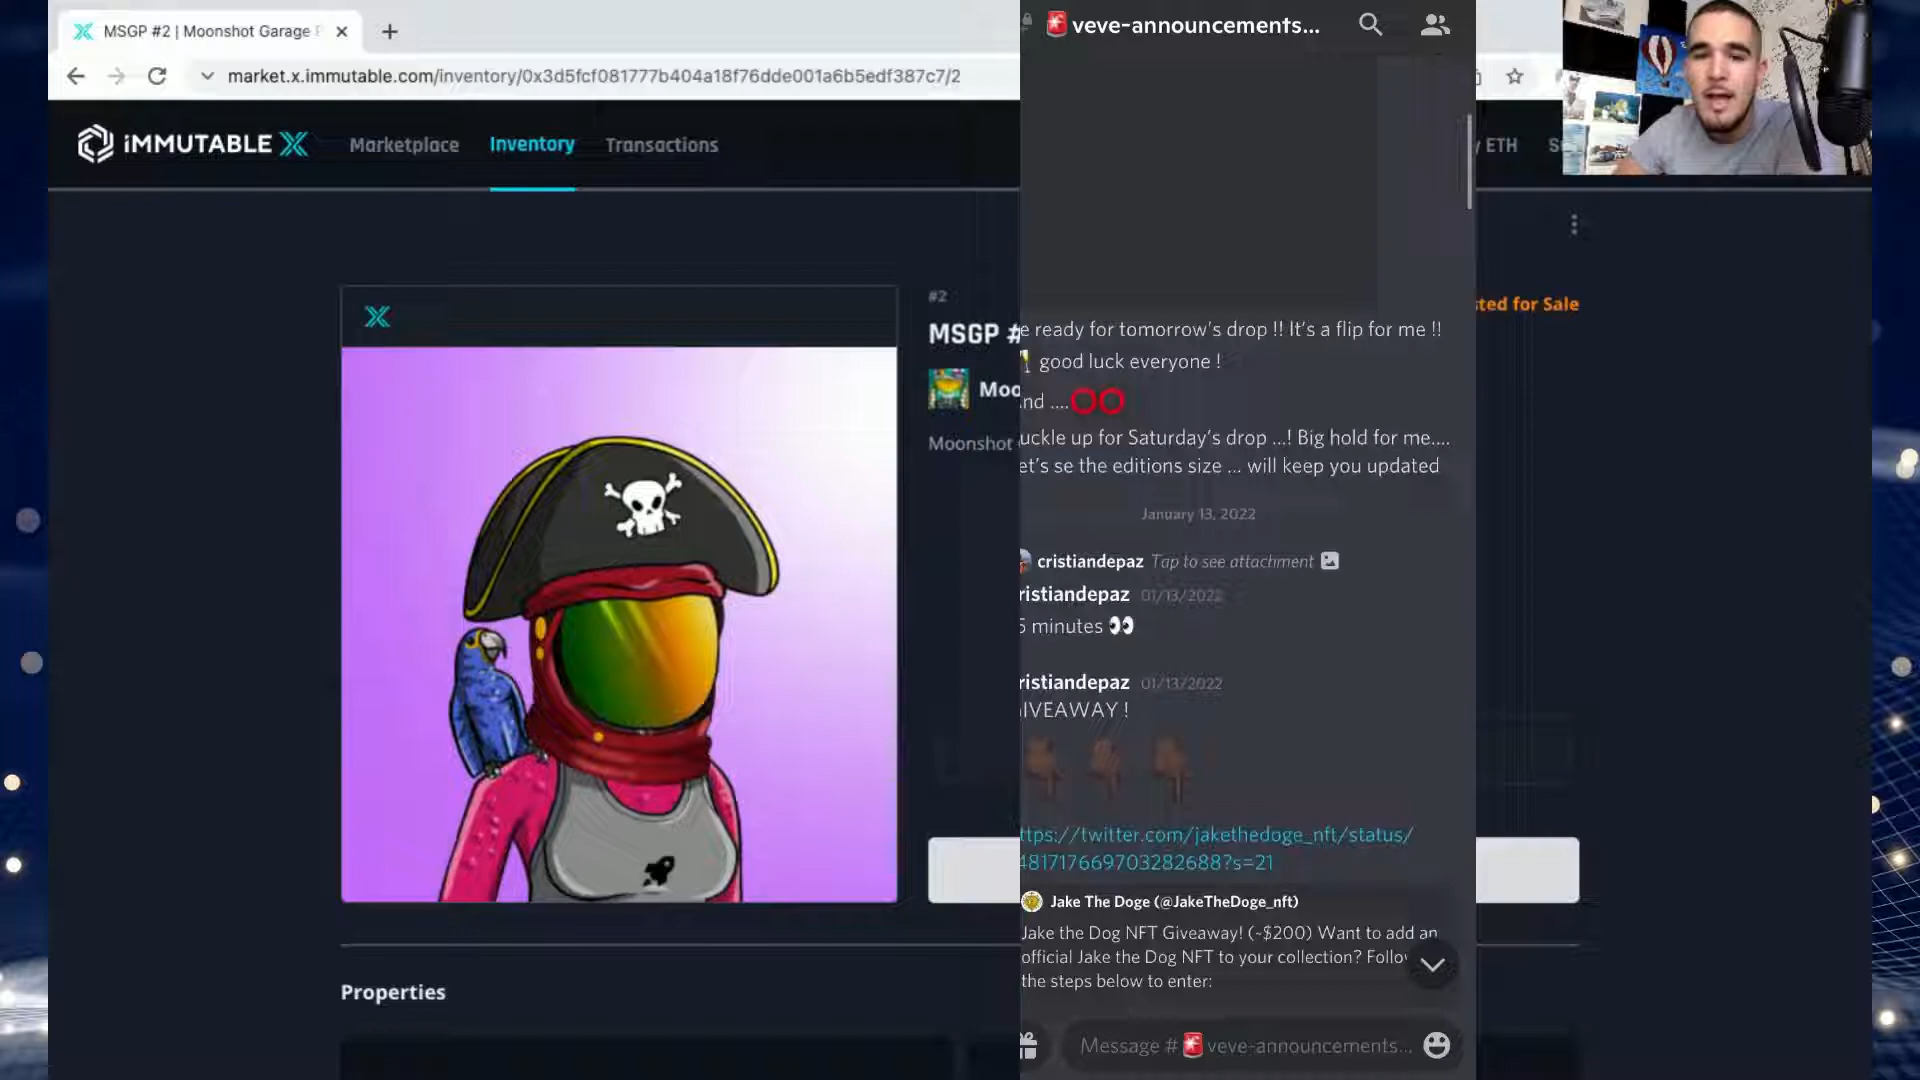 MSGP #2 | Moonshot Garage P
market.x.immutable.com/inventory/0x3d5fcf081777b404a18f76dde001a6b5edf387c7/2
iMMUTABLE X
Marketplace
Inventory
Transactions
ETH
#2
MSGP #
Moo
Moonshot
ted for Sale
Properties
veve-announcements...
e ready for tomorrow's drop !! It's a flip for me !!
good luck everyone !
nd ....⭕⭕
uckle up for Saturday's drop ...! Big hold for me....
et's se the editions size ... will keep you updated
January 13, 2022
cristiandepaz Tap to see attachment
ristiandepaz 01/13/2022
5 minutes 👀
ristiandepaz 01/13/2022
IVEAWAY !
ttps://twitter.com/jakethedoge_nft/status/
481717669703282688?s=21
Jake The Doge (@JakeTheDoge_nft)
Jake the Dog NFT Giveaway! (~$200) Want to add an
official Jake the Dog NFT to your collection? Follo
the steps below to enter:
Message #🚨 veve-announcements...